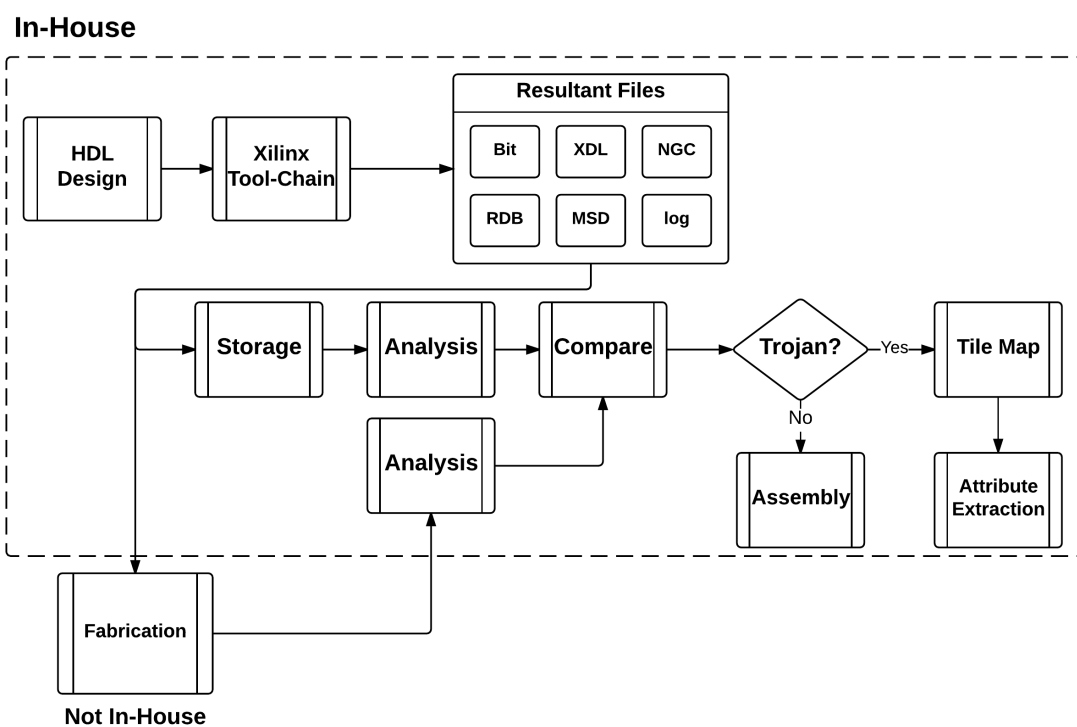 In-House
Resultant Files
HDL
Design
Xilinx
Tool-Chain
Bit
XDL
NGC
RDB
MSD
log
Storage
Analysis
Compare
Trojan?
Yes
Tile Map
No
Analysis
Assembly
Attribute
Extraction
Fabrication
Not In-House